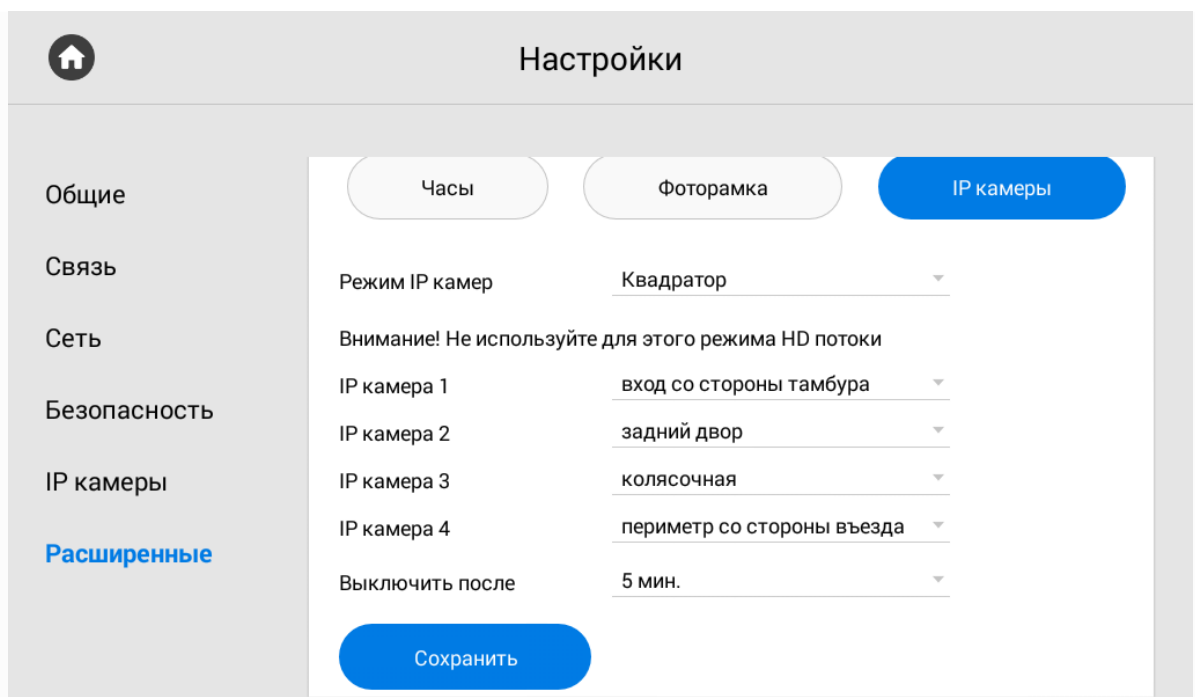 Настройки
Общие
Связь
Сеть
Безопасность
IP камеры
Расширенные
Часы Фоторамка IP камеры
Режим IP камер Квадратор
Внимание! Не используйте для этого режима HD потоки
IP камера 1 вход со стороны тамбура
IP камера 2 задний двор
IP камера 3 колясочная
IP камера 4 периметр со стороны въезда
Выключить после 5 мин.
Сохранить